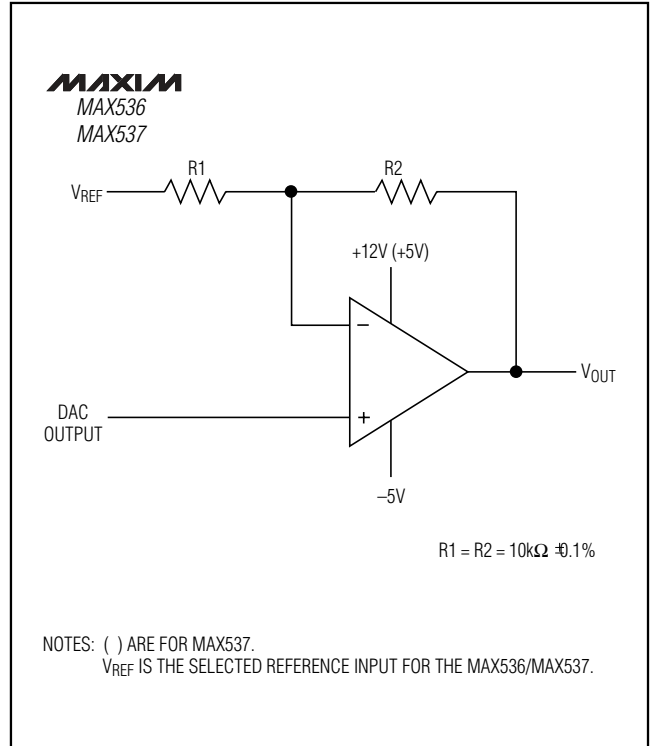 MAXIM
MAX536
MAX537
R1
R2
VREF
+12V (+5V)
−
VOUT
DAC
OUTPUT
+
–5V
R1 = R2 = 10kΩ ±0.1%
NOTES: ( ) ARE FOR MAX537.
VREF IS THE SELECTED REFERENCE INPUT FOR THE MAX536/MAX537.